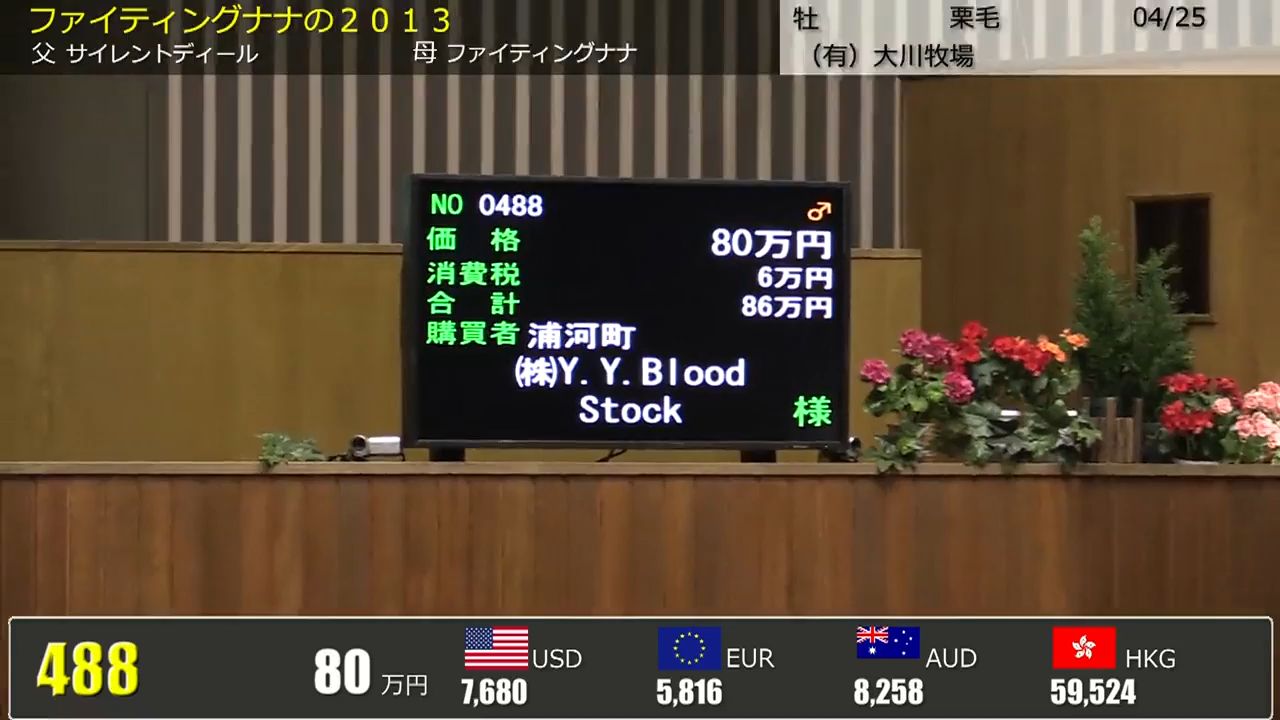 ファイティングナナの２０１３
父 サイレントディール 母 ファイティングナナ
牡 栗毛 04/25
（有）大川牧場
NO 0488 ♂
価 格 80万円
消費税 6万円
合 計 86万円
購買者 浦河町
㈱Y.Y.Blood
Stock 様
488 80 万円
USD 7,680
EUR 5,816
AUD 8,258
HKG 59,524